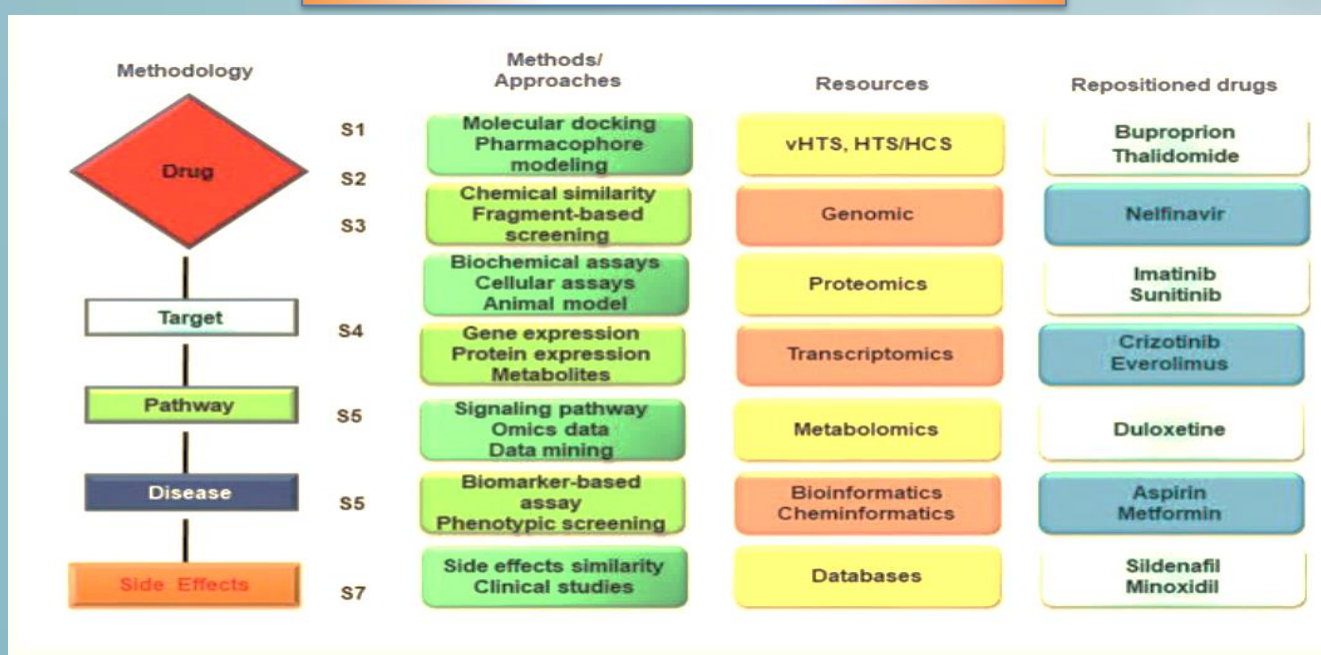 Methodology
Methods/
Approaches
Resources
Repositioned drugs
Drug
S1
S2
S3
Target
S4
Pathway
S5
Disease
S5
Side Effects
S7
Molecular docking
Pharmacophore
modeling
Chemical similarity
Fragment-based
screening
Biochemical assays
Cellular assays
Animal model
Gene expression
Protein expression
Metabolites
Signaling pathway
Omics data
Data mining
Biomarker-based
assay
Phenotypic screening
Side effects similarity
Clinical studies
vHTS, HTS/HCS
Genomic
Proteomics
Transcriptomics
Metabolomics
Bioinformatics
Cheminformatics
Databases
Buproprion
Thalidomide
Nelfinavir
Imatinib
Sunitinib
Crizotinib
Everolimus
Duloxetine
Aspirin
Metformin
Sildenafil
Minoxidil